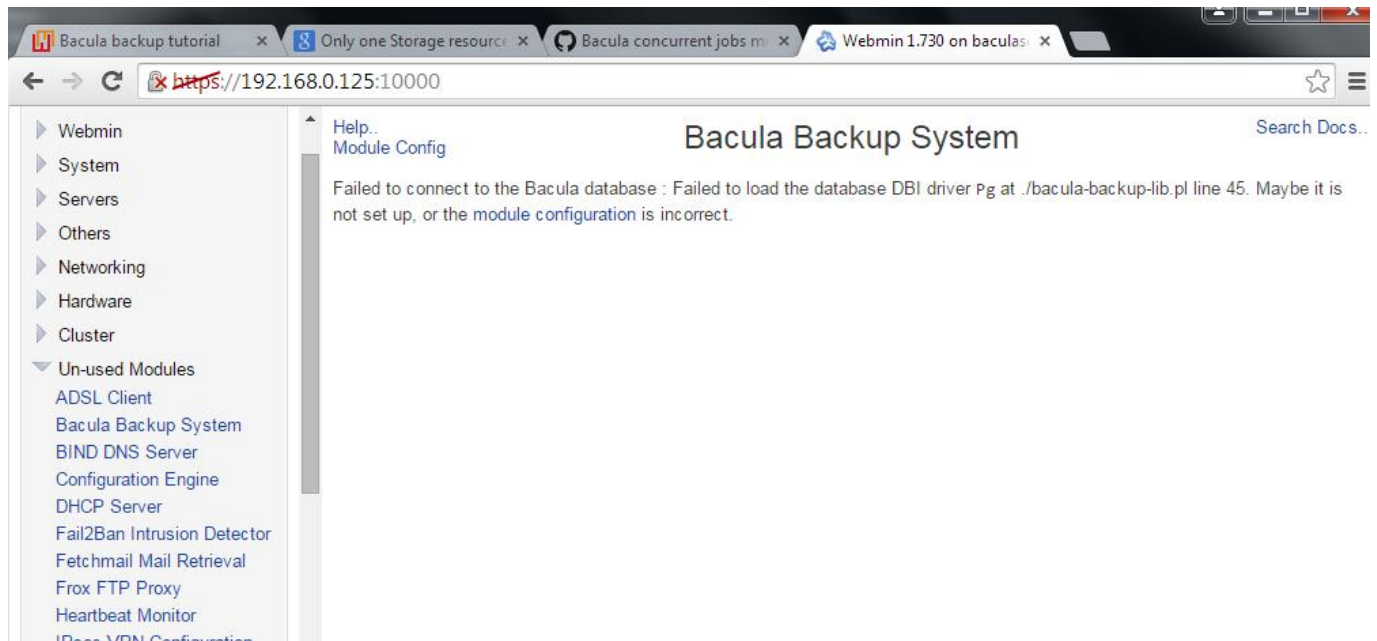 Bacula backup tutorial
Only one Storage resource
Bacula concurrent jobs m
Webmin 1.730 on baculas
https://192.168.0.125:10000
Webmin
System
Servers
Others
Networking
Hardware
Cluster
Un-used Modules
ADSL Client
Bacula Backup System
BIND DNS Server
Configuration Engine
DHCP Server
Fail2Ban Intrusion Detector
Fetchmail Mail Retrieval
Frox FTP Proxy
Heartbeat Monitor
IPsec VPN Configuration
Help..
Module Config
Bacula Backup System
Search Docs..
Failed to connect to the Bacula database : Failed to load the database DBI driver Pg at ./bacula-backup-lib.pl line 45. Maybe it is
not set up, or the module configuration is incorrect.